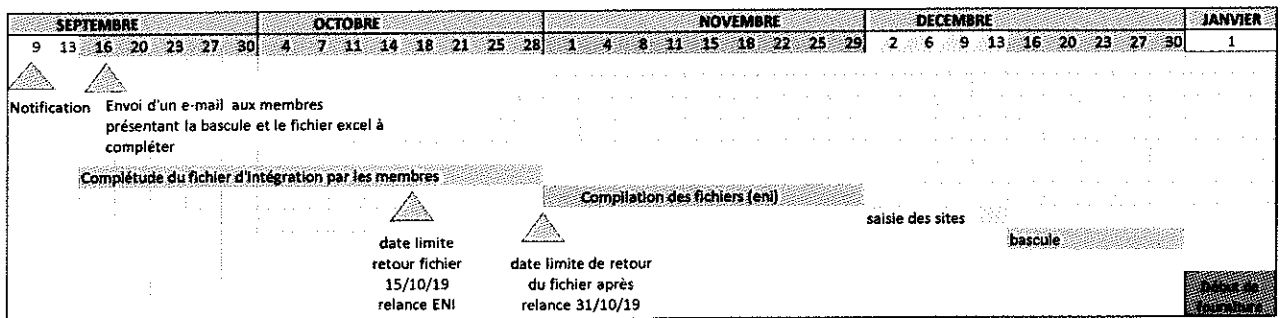 SEPTEMBRE OCTOBRE NOVEMBRE DECEMBRE JANVIER
9 13 16 20 23 27 30 4 7 11 14 18 21 25 28 1 4 8 11 15 18 22 25 29 2 6 9 13 16 20 23 27 30 1
Notification
Envoi d'un e-mail aux membres
présentant la bascule et le fichier excel à
compléter
Complétude du fichier d'intégration par les membres
Compilation des fichiers (eni)
saisie des sites
bascule
date limite
retour fichier
15/10/19
relance ENI
date limite de retour
du fichier après
relance 31/10/19
Début de
fourniture